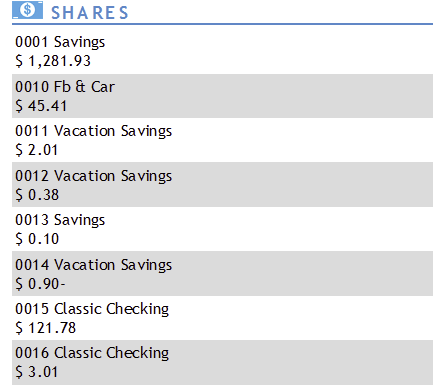 $ SHARES
0001 Savings
$ 1,281.93
0010 Fb & Car
$ 45.41
0011 Vacation Savings
$ 2.01
0012 Vacation Savings
$ 0.38
0013 Savings
$ 0.10
0014 Vacation Savings
$ 0.90-
0015 Classic Checking
$ 121.78
0016 Classic Checking
$ 3.01